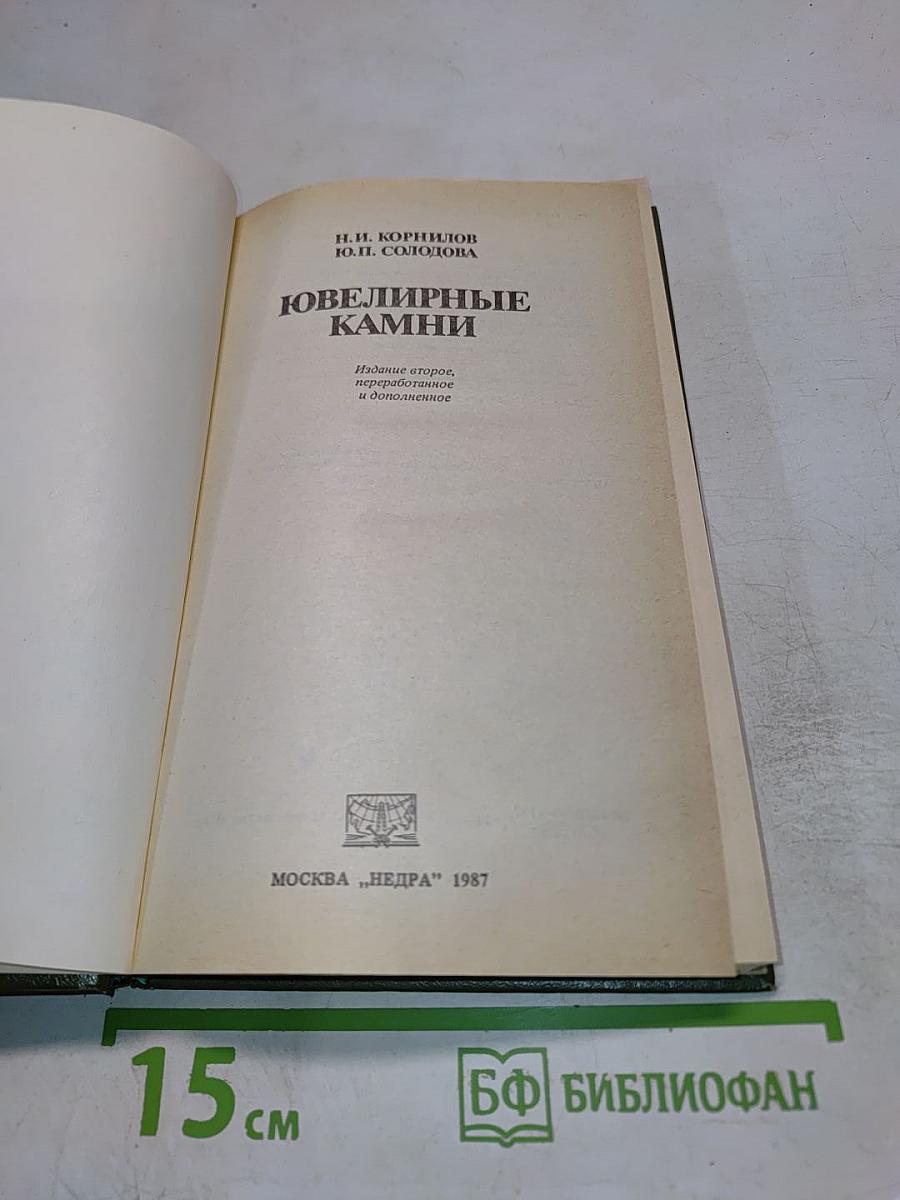 Н.И. КОРНИЛОВ
Ю.П. СОЛОДОВА
ЮВЕЛИРНЫЕ
КАМНИ
Издание второе,
переработанное
и дополненное
МОСКВА „НЕДРА” 1987
15 см
БФ БИБЛИОФАН